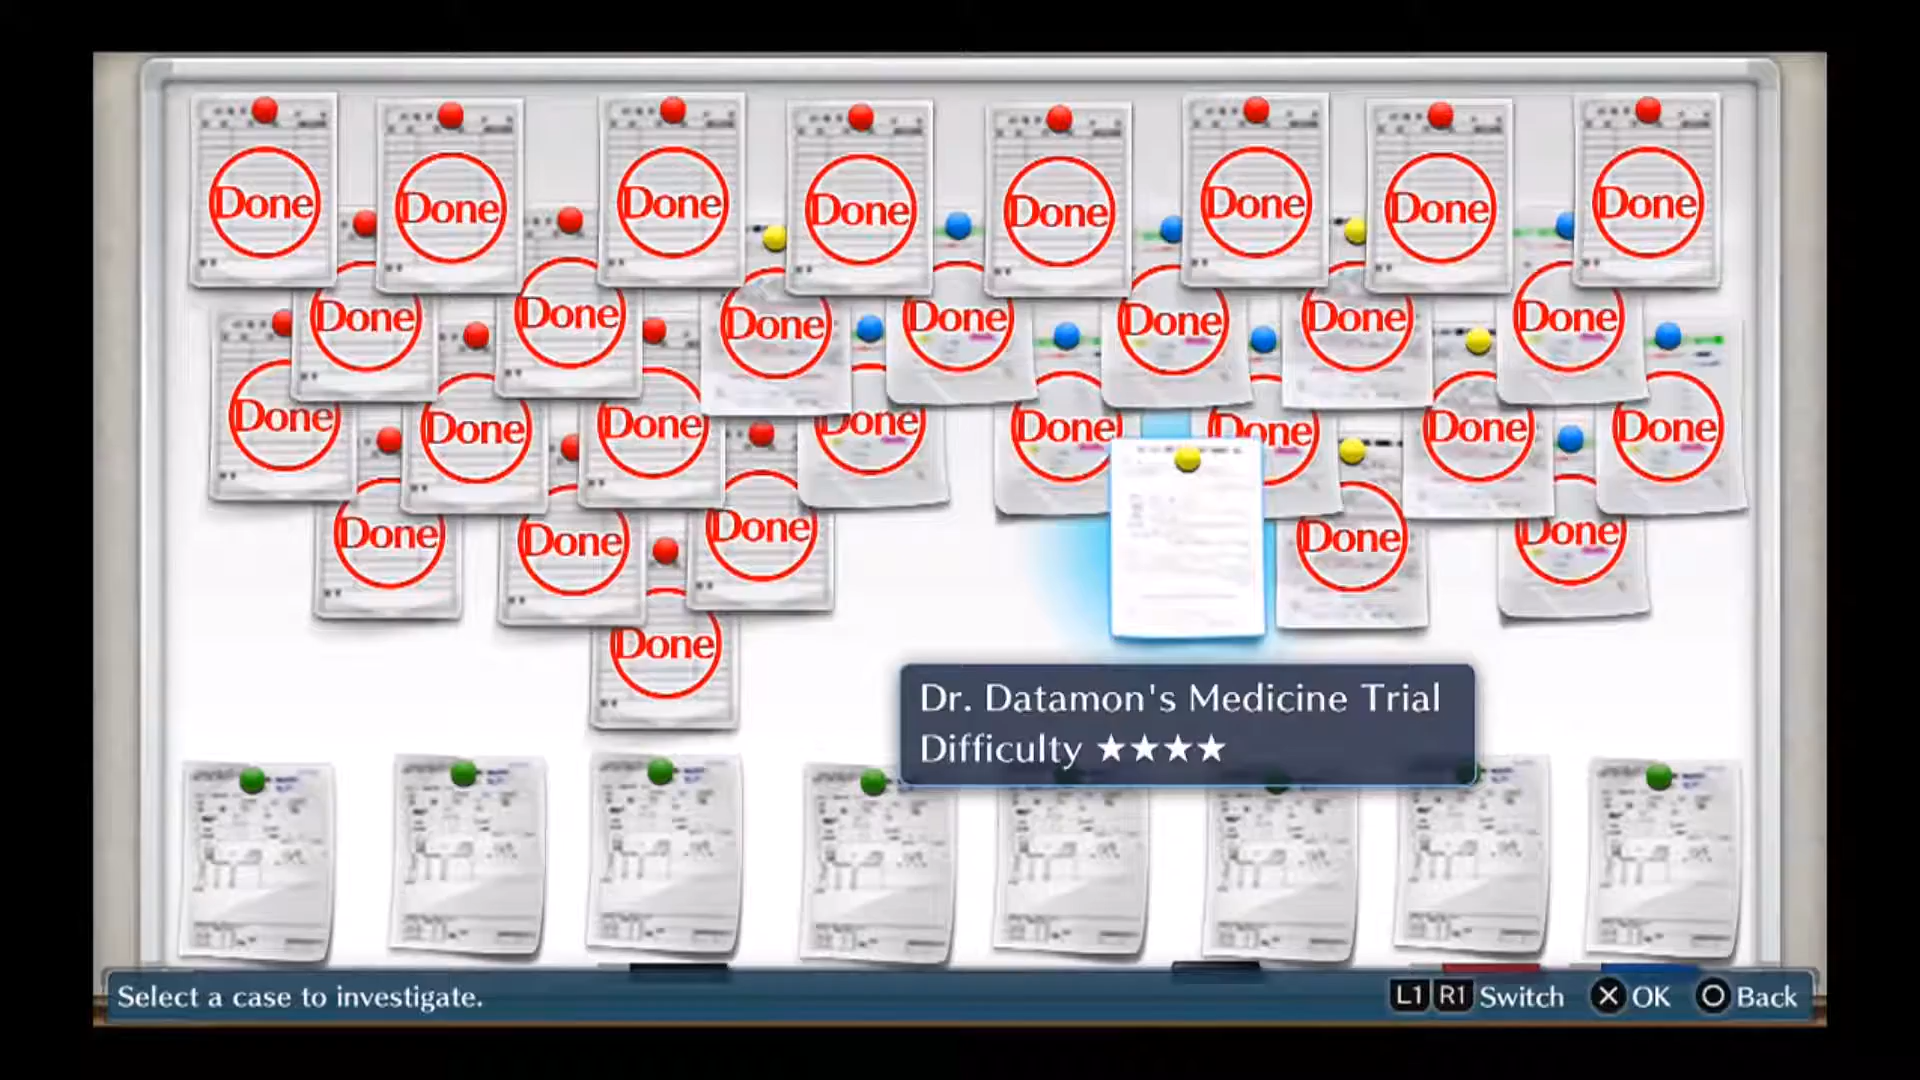 Done Done Done Done Done Done Done Done
Done Done Done Done Done Done Done
Done Done Done Done Done Done Done Done
Done Done Done Done Done
Done
Dr. Datamon's Medicine Trial
Difficulty ★★★★
Select a case to investigate.
L1 R1 Switch X OK O Back